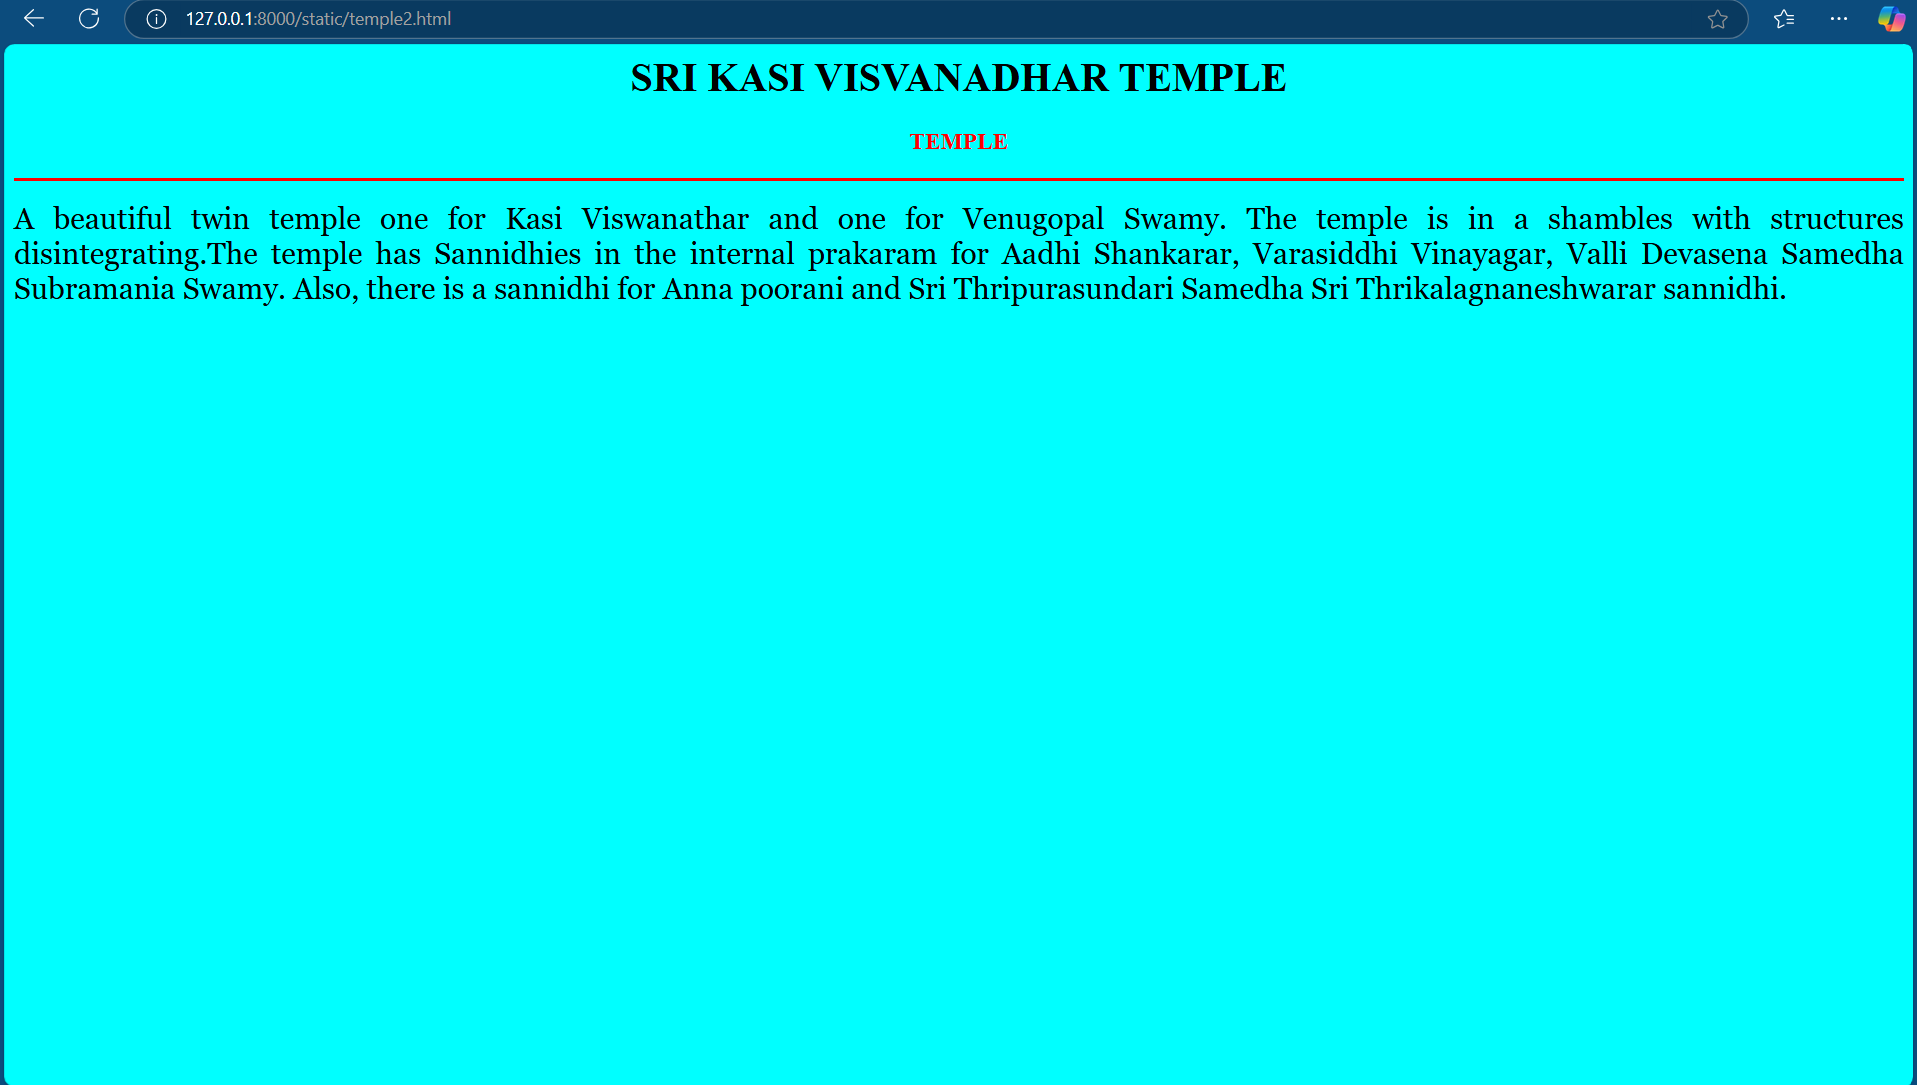 127.0.0.1:8000/static/temple2.html
SRI KASI VISVANADHAR TEMPLE
TEMPLE
A beautiful twin temple one for Kasi Viswanathar and one for Venugopal Swamy. The temple is in a shambles with structures
disintegrating.The temple has Sannidhies in the internal prakaram for Aadhi Shankarar, Varasiddhi Vinayagar, Valli Devasena Samedha
Subramania Swamy. Also, there is a sannidhi for Anna poorani and Sri Thripurasundari Samedha Sri Thrikalagnaneshwarar sannidhi.